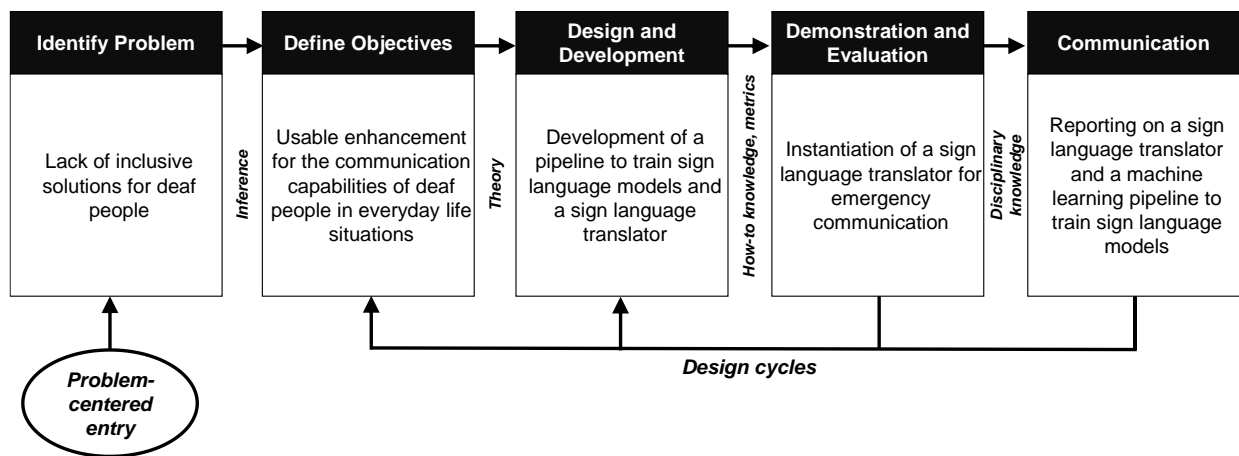 Identify Problem
Lack of inclusive
solutions for deaf
people
Inference
Define Objectives
Usable enhancement
for the communication
capabilities of deaf
people in everyday life
situations
Theory
Design and
Development
Development of a
pipeline to train sign
language models and
a sign language
translator
How-to knowledge, metrics
Demonstration and
Evaluation
Instantiation of a sign
language translator for
emergency
communication
Disciplinary
knowledge
Communication
Reporting on a sign
language translator
and a machine
learning pipeline to
train sign language
models
Problem-
centered
entry
Design cycles